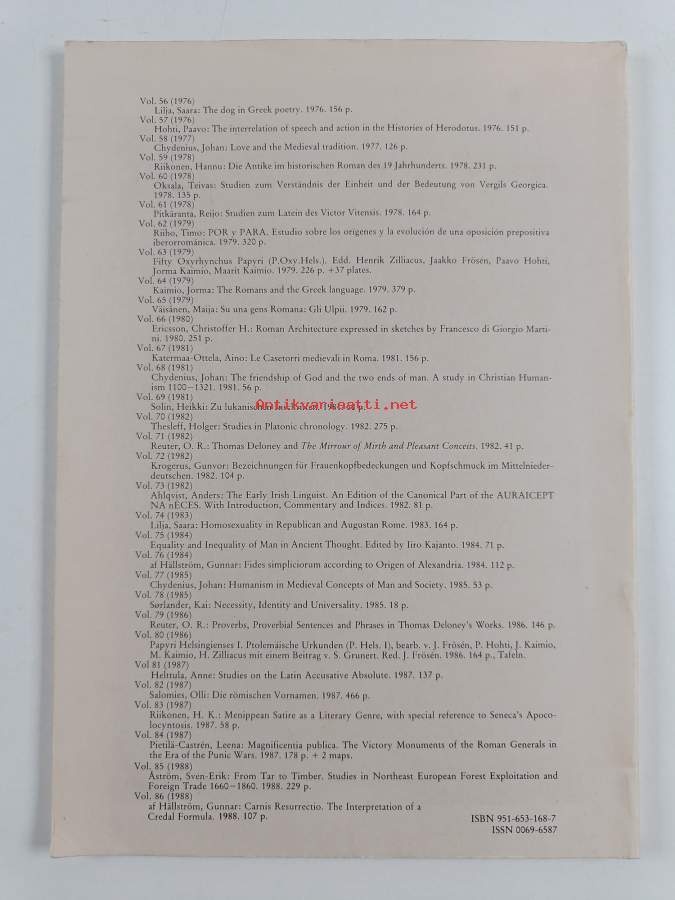 Vol. 56 (1976)
Lilja, Saara: The dog in Greek poetry. 1976. 156 p.
Vol. 57 (1976)
Hohti, Paavo: The interrelation of speech and action in the Histories of Herodotus. 1976. 151 p.
Vol. 58 (1977)
Chydenius, Johan: Love and the Medieval tradition. 1977. 126 p.
Vol. 59 (1978)
Riikonen, Hannu: Die Antike im historischen Roman des 19 Jahrhunderts. 1978. 231 p.
Vol. 60 (1978)
Oksala, Teivas: Studien zum Verständnis der Einheit und der Bedeutung von Vergils Georgica.
1978. 135 p.
Vol. 61 (1978)
Pitkäranta, Reijo: Studien zum Latein des Victor Vitensis. 1978. 164 p.
Vol. 62 (1979)
Riiho, Timo: POR y PARA. Estudio sobre los orígenes y la evolución de una oposición prepositiva
iberorrománica. 1979. 320 p.
Vol. 63 (1979)
Fifty Oxyrhynchus Papyri (P.Oxy.Hels.). Edd. Henrik Zilliacus, Jaakko Frösén, Paavo Hohti,
Jorma Kaimio, Maarit Kaimio. 1979. 226 p. +37 plates.
Vol. 64 (1979)
Kaimio, Jorma: The Romans and the Greek language. 1979. 379 p.
Vol. 65 (1979)
Väisänen, Maija: Su una gens Romana: Gli Ulpii. 1979. 162 p.
Vol. 66 (1980)
Ericsson, Christoffer H.: Roman Architecture expressed in sketches by Francesco di Giorgio Marti-
ni. 1980. 251 p.
Vol. 67 (1981)
Katermaa-Ottela, Aino: Le Casetorri medievali in Roma. 1981. 156 p.
Vol. 68 (1981)
Chydenius, Johan: The friendship of God and the two ends of man. A study in Christian Human-
ism 1100–1321. 1981. 56 p.
Vol. 69 (1981)
Solin, Heikki: Zu lukanischen
Antikvariaatti.net
Vol. 70 (1982)
Thesleff, Holger: Studies in Platonic chronology. 1982. 275 p.
Vol. 71 (1982)
Reuter, O. R.: Thomas Deloney and The Mirrour of Mirth and Pleasant Conceits. 1982. 41 p.
Vol. 72 (1982)
Krogerus, Gunvor: Bezeichnungen für Frauenkopfbedeckungen und Kopfschmuck im Mittelnieder-
deutschen. 1982. 104 p.
Vol. 73 (1982)
Ahlqvist, Anders: The Early Irish Linguist. An Edition of the Canonical Part of the AURAICEPT
NA nÉCES. With Introduction, Commentary and Indices. 1982. 81 p.
Vol. 74 (1983)
Lilja, Saara: Homosexuality in Republican and Augustan Rome. 1983. 164 p.
Vol. 75 (1984)
Equality and Inequality of Man in Ancient Thought. Edited by Iiro Kajanto. 1984. 71 p.
Vol. 76 (1984)
af Hällström, Gunnar: Fides simpliciorum according to Origen of Alexandria. 1984. 112 p.
Vol. 77 (1985)
Chydenius, Johan: Humanism in Medieval Concepts of Man and Society. 1985. 53 p.
Vol. 78 (1985)
Sørlander, Kai: Necessity, Identity and Universality. 1985. 18 p.
Vol. 79 (1986)
Reuter, O. R.: Proverbs, Proverbial Sentences and Phrases in Thomas Deloney's Works. 1986. 146 p.
Vol. 80 (1986)
Papyri Helsingienses I. Ptolemäische Urkunden (P. Hels. I), bearb. v. J. Frösén, P. Hohti, J. Kaimio,
M. Kaimio, H. Zilliacus mit einem Beitrag v. S. Grunert. Red. J. Frösén. 1986. 164 p., Tafeln.
Vol 81 (1987)
Helttula, Anne: Studies on the Latin Accusative Absolute. 1987. 137 p.
Vol. 82 (1987)
Salomies, Olli: Die römischen Vornamen. 1987. 466 p.
Vol. 83 (1987)
Riikonen, H. K.: Menippean Satire as a Literary Genre, with special reference to Seneca's Apoco-
locyntosis. 1987. 58 p.
Vol. 84 (1987)
Pietilä-Castrén, Leena: Magnificentia publica. The Victory Monuments of the Roman Generals in
the Era of the Punic Wars. 1987. 178 p. + 2 maps.
Vol. 85 (1988)
Åström, Sven-Erik: From Tar to Timber. Studies in Northeast European Forest Exploitation and
Foreign Trade 1660–1860. 1988. 229 p.
Vol. 86 (1988)
af Hällström, Gunnar: Carnis Resurrectio. The Interpretation of a
Credal Formula. 1988. 107 p.
ISBN 951-653-168-7
ISSN 0069-6587